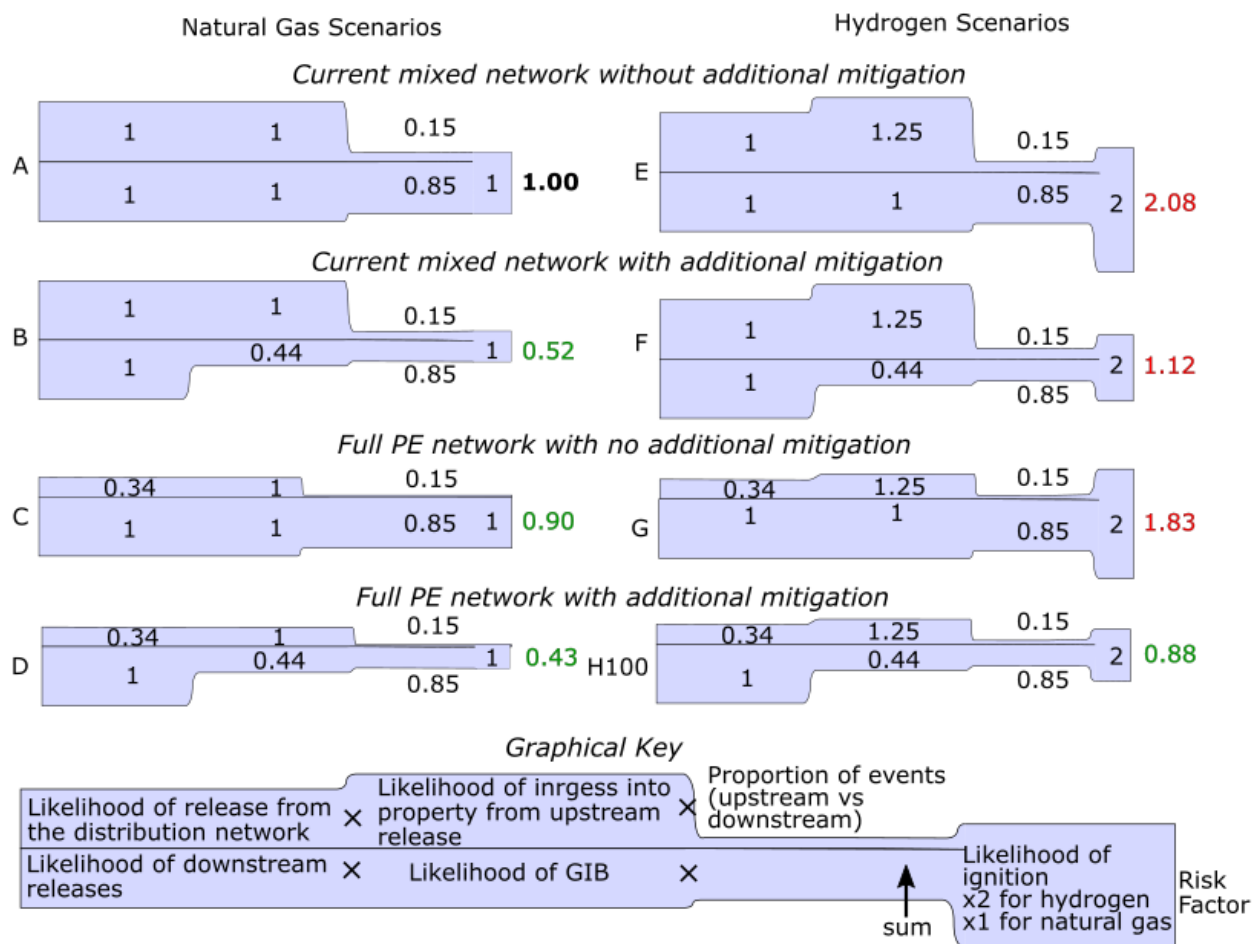 Natural Gas Scenarios
Hydrogen Scenarios
Current mixed network without additional mitigation
A
1
1
0.15
1
1
0.85
1
1.00
E
1
1.25
0.15
1
1
0.85
2
2.08
Current mixed network with additional mitigation
B
1
1
0.15
1
0.44
0.85
1
0.52
F
1
1.25
0.15
1
0.44
0.85
2
1.12
Full PE network with no additional mitigation
C
0.34
1
0.15
1
1
0.85
1
0.90
G
0.34
1.25
0.15
1
1
0.85
2
1.83
Full PE network with additional mitigation
D
0.34
1
0.15
1
0.44
0.85
1
0.43
H100
0.34
1.25
0.15
1
0.44
0.85
2
0.88
Graphical Key
Likelihood of release from
the distribution network
×
Likelihood of inrgess into
property from upstream
release
×
Proportion of events
(upstream vs
downstream)
Likelihood of downstream
releases
×
Likelihood of GIB
×
sum
Likelihood of
ignition
x2 for hydrogen
x1 for natural gas
Risk
Factor